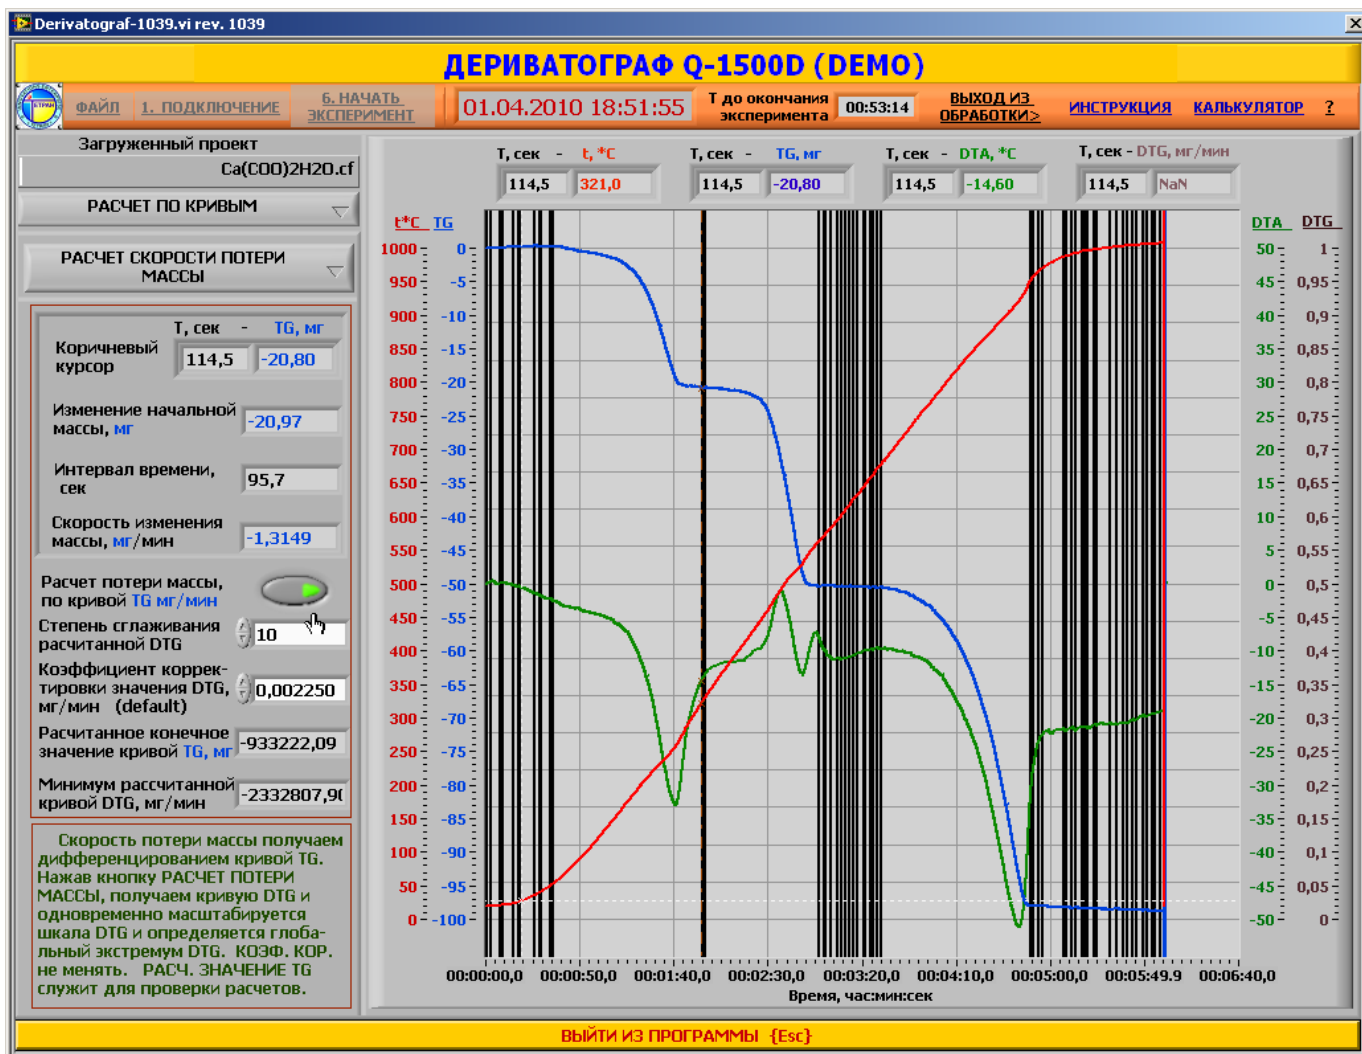 Derivatograf-1039.vi rev. 1039
ДЕРИВАТОГРАФ Q-1500D (DEMO)
ФАЙЛ
1. ПОДКЛЮЧЕНИЕ
6. НАЧАТЬ
ЭКСПЕРИМЕНТ
01.04.2010 18:51:55
Т до окончания
эксперимента
00:53:14
ВЫХОД ИЗ
ОБРАБОТКИ>
ИНСТРУКЦИЯ
КАЛЬКУЛЯТОР
?
Загруженный проект
Ca(COO)2H2O.cf
РАСЧЕТ ПО КРИВЫМ
РАСЧЕТ СКОРОСТИ ПОТЕРИ
МАССЫ
Т, сек - TG, мг
Коричневый
курсор
114,5
-20,80
Изменение начальной
массы, мг
-20,97
Интервал времени,
сек
95,7
Скорость изменения
массы, мг/мин
-1,3149
Расчет потери массы,
по кривой TG мг/мин
Степень сглаживания
расчитанной DTG
10
Коэффициент коррек-
тировки значения DTG,
мг/мин (default)
0,002250
Расчитанное конечное
значение кривой TG, мг
-933222,09
Минимум рассчитанной
кривой DTG, мг/мин
-2332807,9(
Скорость потери массы получаем
дифференцированием кривой TG.
Нажав кнопку РАСЧЕТ ПОТЕРИ
МАССЫ, получаем кривую DTG и
одновременно масштабируется
шкала DTG и определяется глоба-
льный экстремум DTG. КОЭФ. КОР.
не менять. РАСЧ. ЗНАЧЕНИЕ TG
служит для проверки расчетов.
Т, сек - t, *C
114,5 321,0
Т, сек - TG, мг
114,5 -20,80
Т, сек - DTA, *C
114,5 -14,60
Т, сек - DTG, мг/мин
114,5 NaN
t*C TG DTA DTG
1000 0 50 1
950 -5 45 0,95
900 -10 40 0,9
850 -15 35 0,85
800 -20 30 0,8
750 -25 25 0,75
700 -30 20 0,7
650 -35 15 0,65
600 -40 10 0,6
550 -45 5 0,55
500 -50 0 0,5
450 -55 -5 0,45
400 -60 -10 0,4
350 -65 -15 0,35
300 -70 -20 0,3
250 -75 -25 0,25
200 -80 -30 0,2
150 -85 -35 0,15
100 -90 -40 0,1
50 -95 -45 0,05
0 -100 -50 0
00:00:00,0 00:00:50,0 00:01:40,0 00:02:30,0 00:03:20,0 00:04:10,0 00:05:00,0 00:05:49.9 00:06:40,0
Время, час:мин:сек
ВЫЙТИ ИЗ ПРОГРАММЫ {Esc}